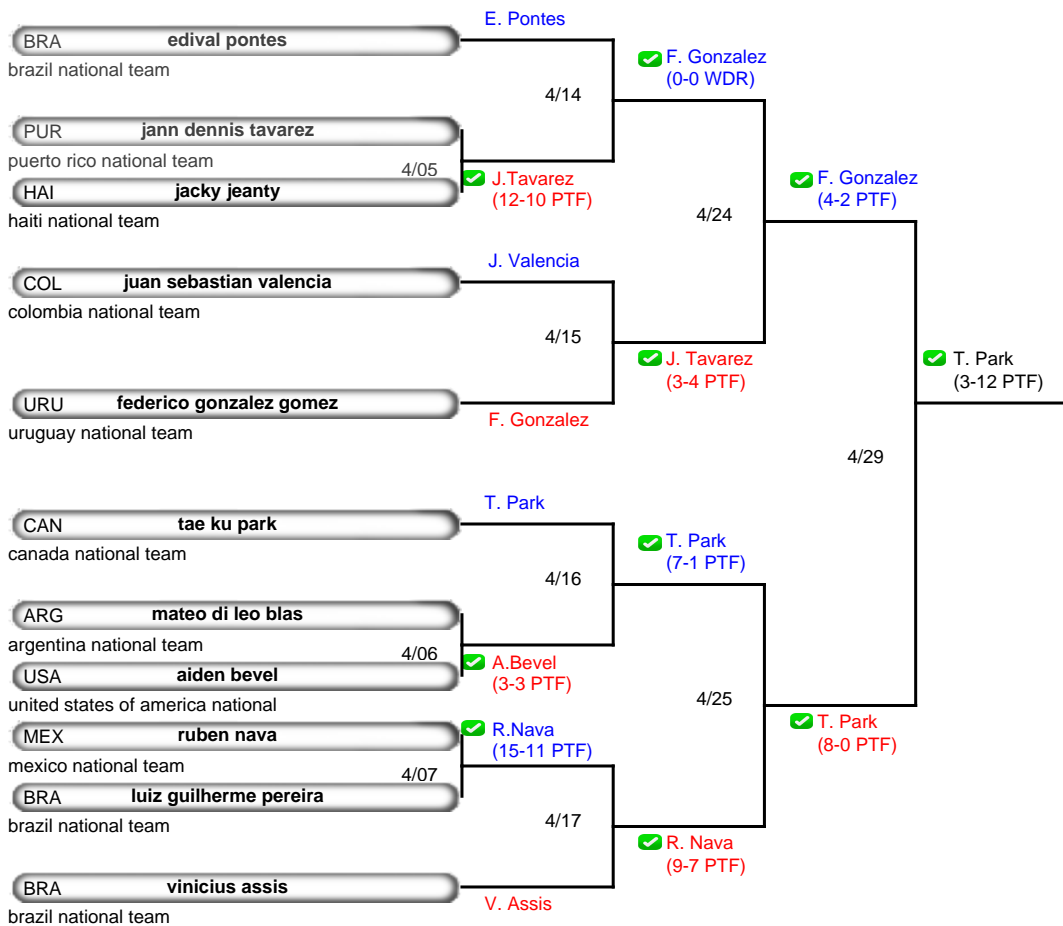 E. Pontes
BRA edival pontes
brazil national team
F. Gonzalez
(0-0 WDR)
4/14
PUR jann dennis tavarez
puerto rico national team
4/05
J.Tavarez
(12-10 PTF)
HAI jacky jeanty
haiti national team
F. Gonzalez
(4-2 PTF)
4/24
J. Valencia
COL juan sebastian valencia
colombia national team
4/15
J. Tavarez
(3-4 PTF)
T. Park
(3-12 PTF)
URU federico gonzalez gomez
uruguay national team
F. Gonzalez
4/29
T. Park
CAN tae ku park
canada national team
T. Park
(7-1 PTF)
4/16
ARG mateo di leo blas
argentina national team
4/06
A.Bevel
(3-3 PTF)
USA aiden bevel
united states of america national
4/25
T. Park
(8-0 PTF)
MEX ruben nava
mexico national team
R.Nava
(15-11 PTF)
4/07
BRA luiz guilherme pereira
brazil national team
4/17
R. Nava
(9-7 PTF)
BRA vinicius assis
brazil national team
V. Assis